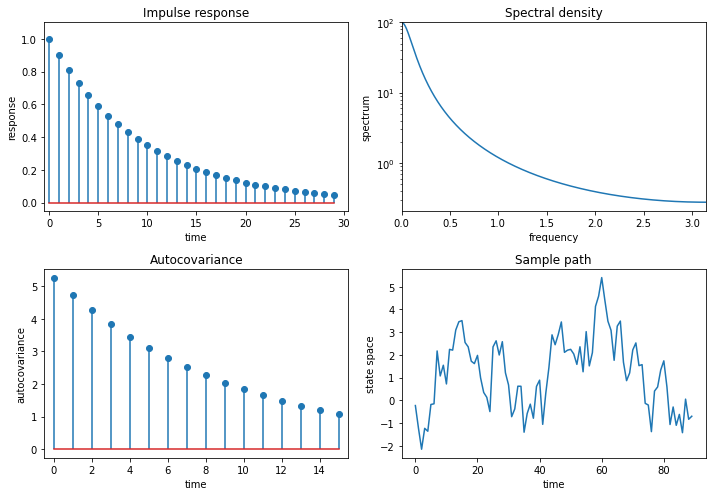 Impulse response
1.0
0.8
0.6
0.4
0.2
0.0
response
0 5 10 15 20 25 30
time
Spectral density
10²
10¹
10⁰
spectrum
0.0 0.5 1.0 1.5 2.0 2.5 3.0
frequency
Autocovariance
5
4
3
2
1
0
autocovariance
0 2 4 6 8 10 12 14
time
Sample path
5
4
3
2
1
0
−1
−2
state space
0 20 40 60 80
time